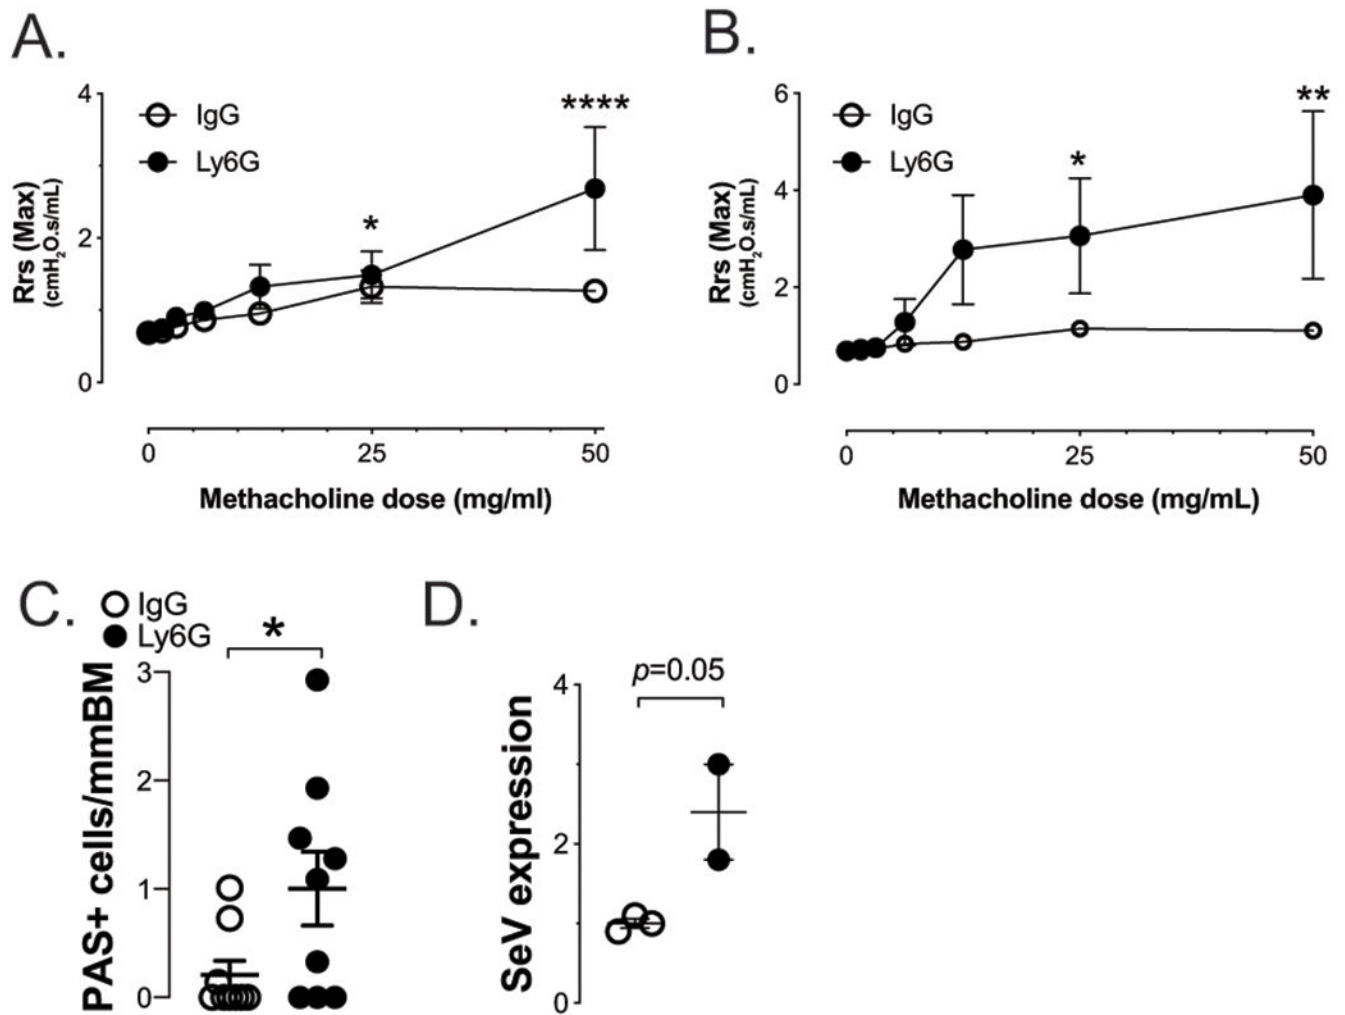 A.
IgG
Ly6G
****
*
Rrs (Max)
(cmH2O.s/mL)
4
2
0
0 25 50
Methacholine dose (mg/ml)
B.
IgG
Ly6G
**
*
Rrs (Max)
(cmH2O.s/mL)
6
4
2
0
0 25 50
Methacholine dose (mg/mL)
C.
IgG
Ly6G
*
PAS+ cells/mmBM
3
2
1
0
D.
p=0.05
SeV expression
4
2
0